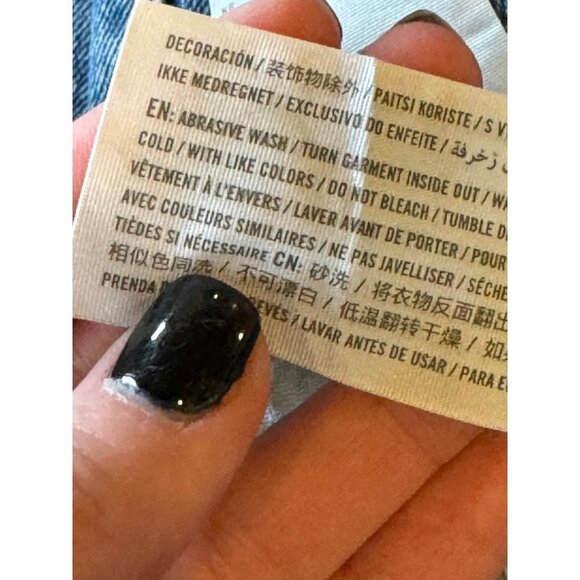 DECORACIÓN / 装饰物除外 / PAITSI KORISTE / S
IKKE MEDREGNET / EXCLUSIVO DO ENFEITE / زخرفة
EN: ABRASIVE WASH / TURN GARMENT INSIDE OUT /
COLD / WITH LIKE COLORS / DO NOT BLEACH / TUMBLE
VÊTEMENT À L'ENVERS / LAVER AVANT DE PORTER / POUR
AVEC COULEURS SIMILAIRES / NE PAS JAVELLISER / SÉCHE
TIÈDES SI NÉCESSAIRE CN: 砂洗 / 将衣物反面翻出
相似色同洗 / 不可漂白 / 低温翻转干燥 / 如
PRENDA REVÉS / LAVAR ANTES DE USAR / PARA